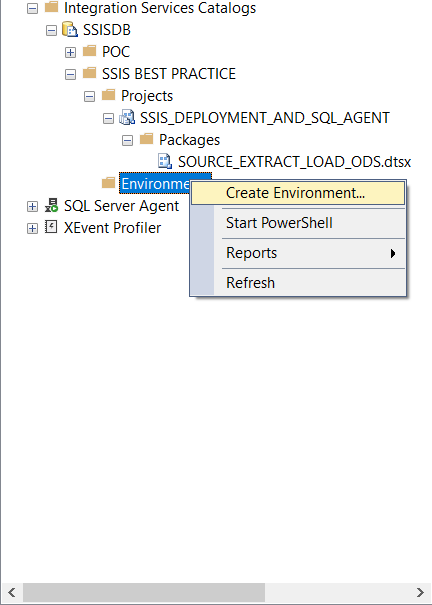 Integration Services Catalogs
SSISDB
POC
SSIS BEST PRACTICE
Projects
SSIS_DEPLOYMENT_AND_SQL_AGENT
Packages
SOURCE_EXTRACT_LOAD_ODS.dtsx
Environme
Create Environment...
SQL Server Agent
Start PowerShell
XEvent Profiler
Reports
Refresh